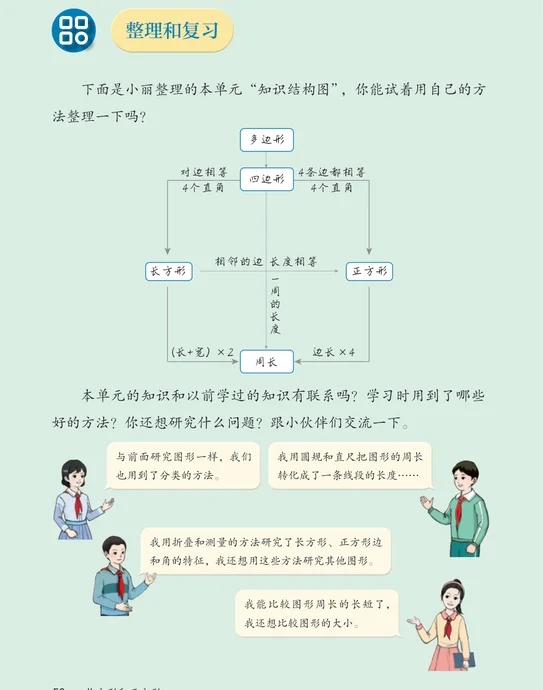 整理和复习
下面是小丽整理的本单元“知识结构图”，你能试着用自己的方
法整理一下吗？
多边形
对边相等
4个直角
四边形
4条边都相等
4个直角
长方形
相邻的边 长度相等
正方形
一周的长度
(长+宽) ×2
周长
边长×4
本单元的知识和以前学过的知识有联系吗？学习时用到了哪些
好的方法？你还想研究什么问题？跟小伙伴们交流一下。
与前面研究图形一样，我们
也用到了分类的方法。
我用圆规和直尺把图形的周长
转化成了一条线段的长度……
我用折叠和测量的方法研究了长方形、正方形边
和角的特征，我还想用这些方法研究其他图形。
我能比较图形周长的长短了，
我还想比较图形的大小。